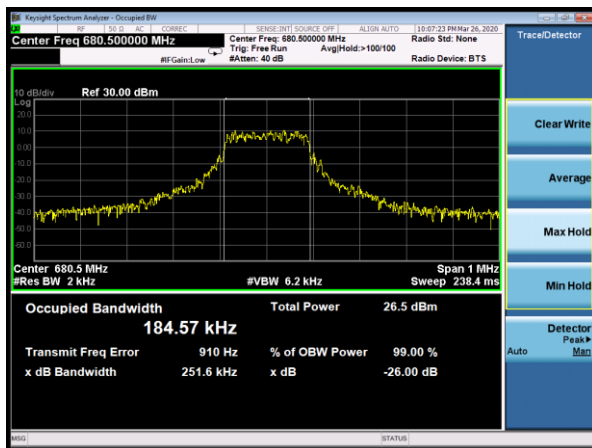 Keysight Spectrum Analyzer - Occupied BW
RF 50 Ω AC CORREC SENSE:INT SOURCE OFF ALIGN AUTO 10:07:23 PM Mar 26, 2020
Center Freq 680.500000 MHz Center Freq: 680.500000 MHz Radio Std: None
Trig: Free Run Avg|Hold:>100/100
#IFGain:Low #Atten: 40 dB Radio Device: BTS
Trace/Detector
10 dB/div Ref 30.00 dBm
Log
20.0
10.0
0.00
-10.0
-20.0
-30.0
-40.0
-50.0
-60.0
Center 680.5 MHz Span 1 MHz
#Res BW 2 kHz #VBW 6.2 kHz Sweep 238.4 ms
Occupied Bandwidth Total Power 26.5 dBm
184.57 kHz
Transmit Freq Error 910 Hz % of OBW Power 99.00 %
x dB Bandwidth 251.6 kHz x dB -26.00 dB
Clear Write
Average
Max Hold
Min Hold
Detector
Peak▶
Auto Man
MSG STATUS